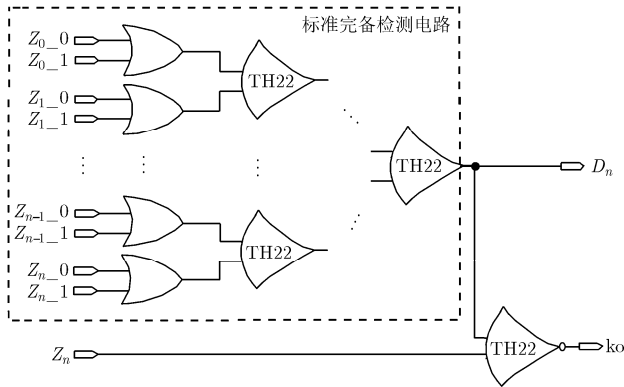 标准完备检测电路
Z₀_0
Z₀_1
TH22
Z₁_0
Z₁_1
TH22
Dₙ
Zₙ₋₁_0
Zₙ₋₁_1
TH22
Zₙ_0
Zₙ_1
TH22
ko
Zₙ